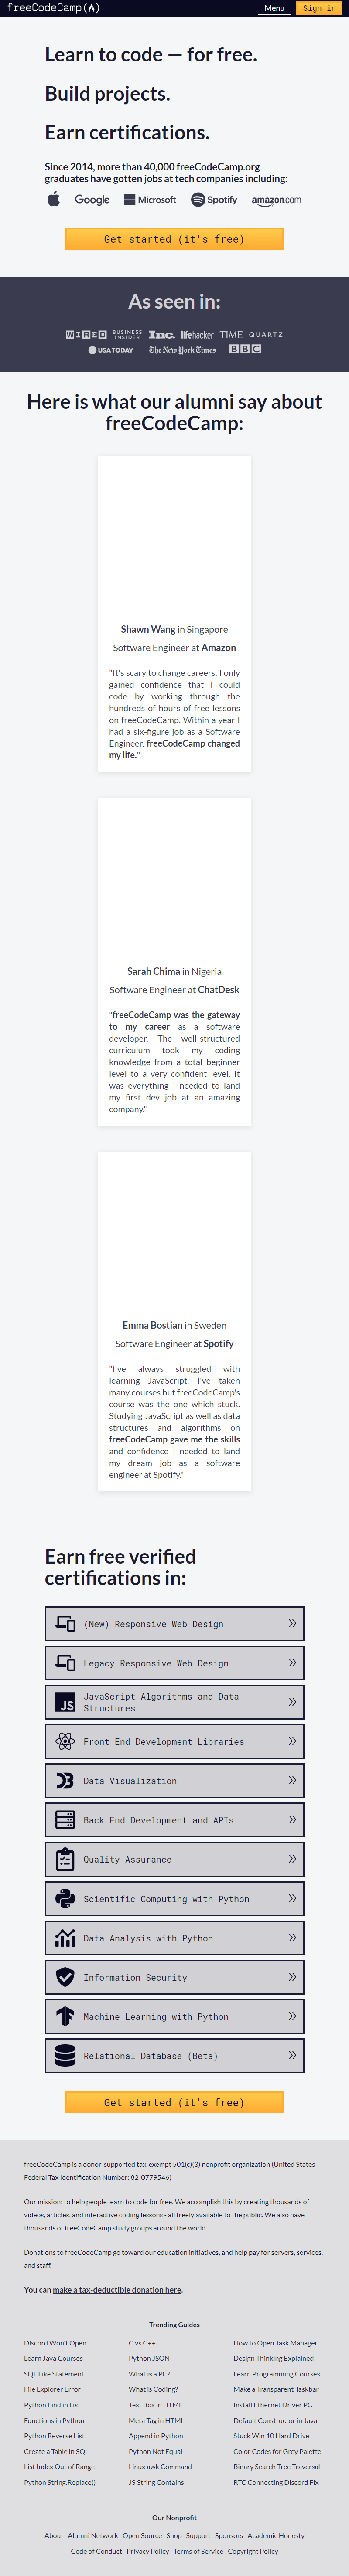 freeCodeCamp(🔥)
Menu
Sign in
Learn to code — for free.
Build projects.
Earn certifications.
Since 2014, more than 40,000 freeCodeCamp.org
graduates have gotten jobs at tech companies including:
Google
Microsoft
Spotify
amazon.com
Get started (it's free)
As seen in:
WIRED
BUSINESS
INSIDER
Inc.
lifehacker
TIME
QUARTZ
USA TODAY
The New York Times
BBC
Here is what our alumni say about
freeCodeCamp:
Shawn Wang in Singapore
Software Engineer at Amazon
"It's scary to change careers. I only
gained confidence that I could
code by working through the
hundreds of hours of free lessons
on freeCodeCamp. Within a year I
had a six-figure job as a Software
Engineer. freeCodeCamp changed
my life."
Sarah Chima in Nigeria
Software Engineer at ChatDesk
"freeCodeCamp was the gateway
to my career as a software
developer. The well-structured
curriculum took my coding
knowledge from a total beginner
level to a very confident level. It
was everything I needed to land
my first dev job at an amazing
company."
Emma Bostian in Sweden
Software Engineer at Spotify
"I've always struggled with
learning JavaScript. I've taken
many courses but freeCodeCamp's
course was the one which stuck.
Studying JavaScript as well as data
structures and algorithms on
freeCodeCamp gave me the skills
and confidence I needed to land
my dream job as a software
engineer at Spotify."
Earn free verified
certifications in:
(New) Responsive Web Design
Legacy Responsive Web Design
JS
JavaScript Algorithms and Data
Structures
Front End Development Libraries
Data Visualization
Back End Development and APIs
Quality Assurance
Scientific Computing with Python
Data Analysis with Python
Information Security
Machine Learning with Python
Relational Database (Beta)
Get started (it's free)
freeCodeCamp is a donor-supported tax-exempt 501(c)(3) nonprofit organization (United States
Federal Tax Identification Number: 82-0779546)
Our mission: to help people learn to code for free. We accomplish this by creating thousands of
videos, articles, and interactive coding lessons - all freely available to the public. We also have
thousands of freeCodeCamp study groups around the world.
Donations to freeCodeCamp go toward our education initiatives, and help pay for servers, services,
and staff.
You can make a tax-deductible donation here.
Trending Guides
Discord Won't Open
Learn Java Courses
SQL Like Statement
File Explorer Error
Python Find in List
Functions in Python
Python Reverse List
Create a Table in SQL
List Index Out of Range
Python String.Replace()
C vs C++
Python JSON
What is a PC?
What is Coding?
Text Box in HTML
Meta Tag in HTML
Append in Python
Python Not Equal
Linux awk Command
JS String Contains
How to Open Task Manager
Design Thinking Explained
Learn Programming Courses
Make a Transparent Taskbar
Install Ethernet Driver PC
Default Constructor in Java
Stuck Win 10 Hard Drive
Color Codes for Grey Palette
Binary Search Tree Traversal
RTC Connecting Discord Fix
Our Nonprofit
About Alumni Network Open Source Shop Support Sponsors Academic Honesty
Code of Conduct Privacy Policy Terms of Service Copyright Policy